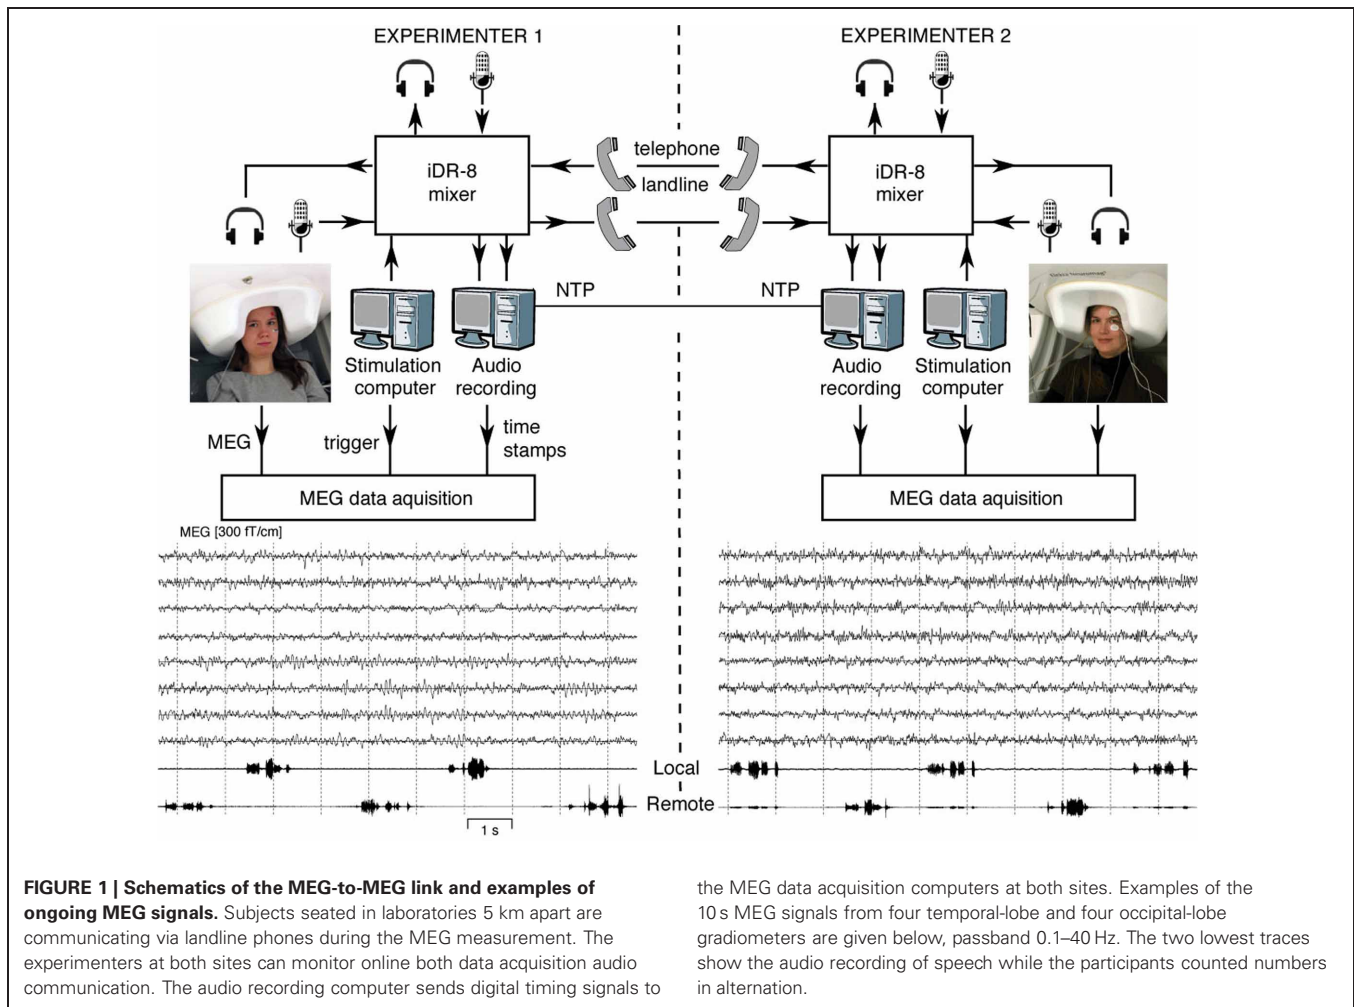 EXPERIMENTER 1
EXPERIMENTER 2
iDR-8
mixer
telephone
landline
iDR-8
mixer
NTP
NTP
Stimulation
computer
Audio
recording
Audio
recording
Stimulation
computer
MEG
trigger
time
stamps
MEG data aquisition
MEG data aquisition
MEG [300 fT/cm]
Local
Remote
1 s
FIGURE 1 | Schematics of the MEG-to-MEG link and examples of
ongoing MEG signals. Subjects seated in laboratories 5 km apart are
communicating via landline phones during the MEG measurement. The
experimenters at both sites can monitor online both data acquisition audio
communication. The audio recording computer sends digital timing signals to
the MEG data acquisition computers at both sites. Examples of the
10 s MEG signals from four temporal-lobe and four occipital-lobe
gradiometers are given below, passband 0.1–40 Hz. The two lowest traces
show the audio recording of speech while the participants counted numbers
in alternation.